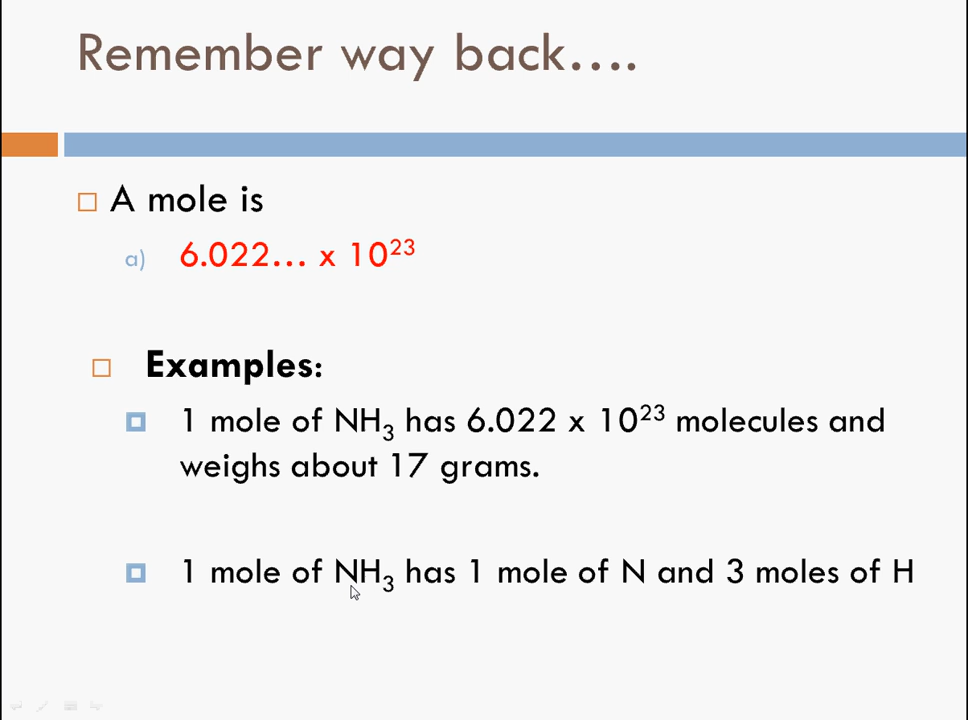 Remember way back....
A mole is
a) 6.022... x 10²³
Examples:
1 mole of NH₃ has 6.022 x 10²³ molecules and
weighs about 17 grams.
1 mole of NH₃ has 1 mole of N and 3 moles of H